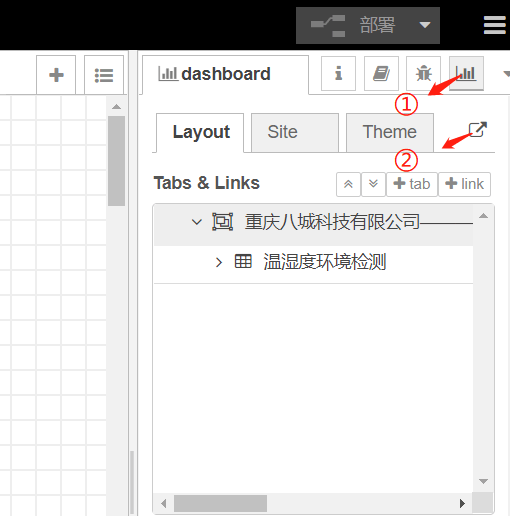 部署
dashboard
①
Layout
Site
Theme
②
Tabs & Links
tab
link
重庆八城科技有限公司———
温湿度环境检测